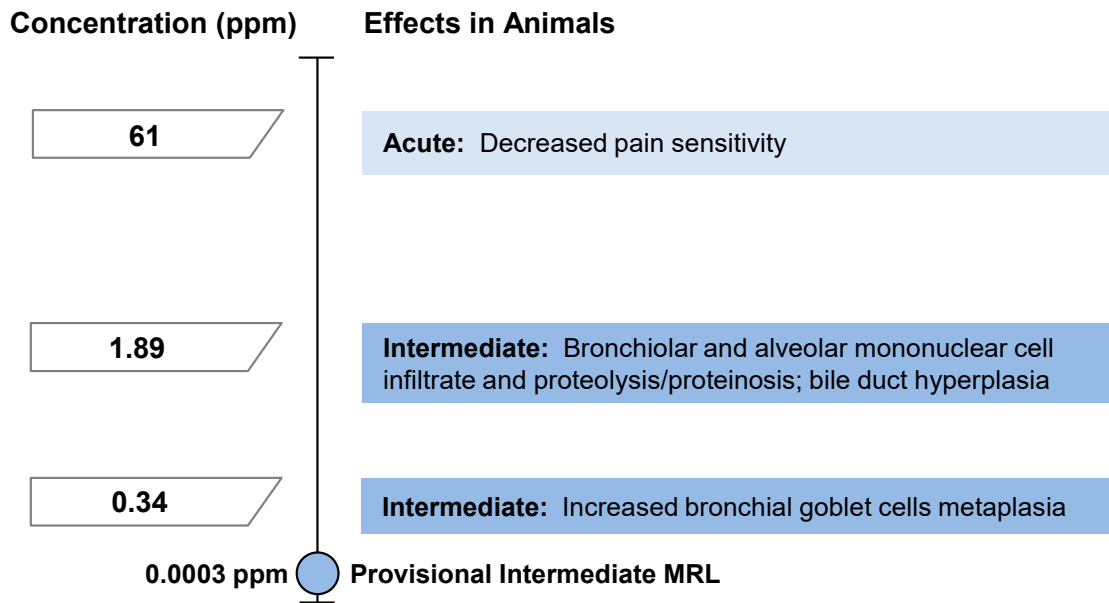 Concentration (ppm) Effects in Animals
61 Acute: Decreased pain sensitivity
1.89 Intermediate: Bronchiolar and alveolar mononuclear cell
infiltrate and proteolysis/proteinosis; bile duct hyperplasia
0.34 Intermediate: Increased bronchial goblet cells metaplasia
0.0003 ppm Provisional Intermediate MRL